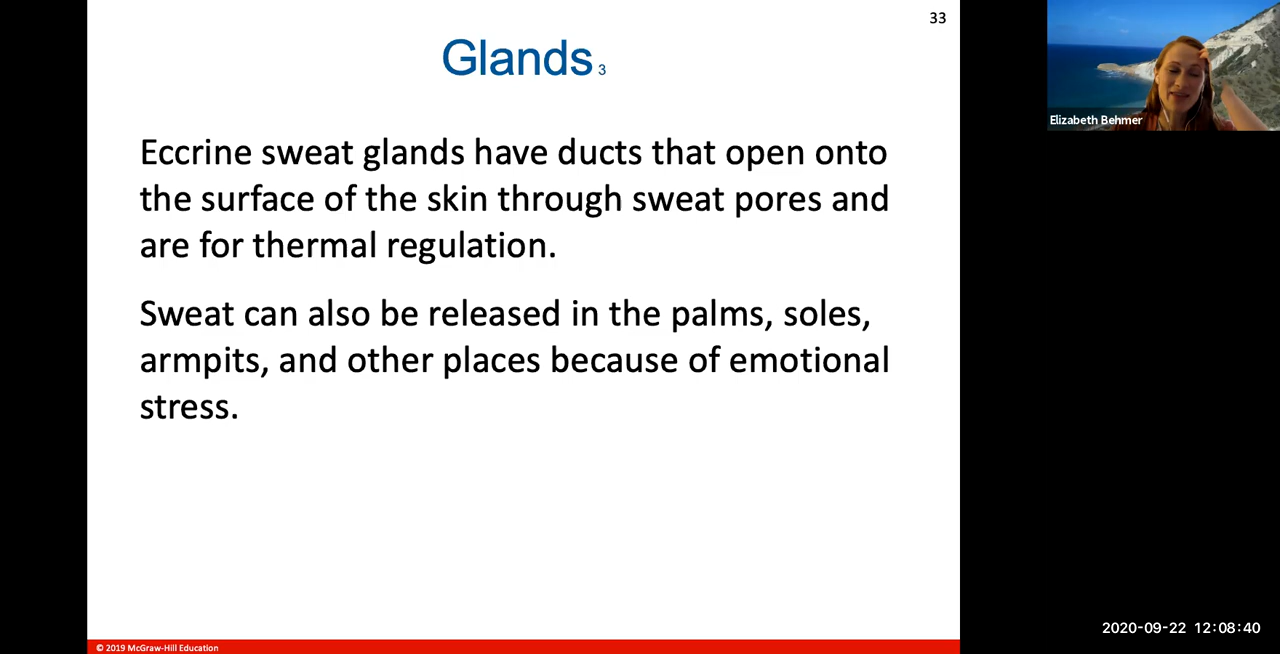 33
Glands 3
Elizabeth Behmer
Eccrine sweat glands have ducts that open onto
the surface of the skin through sweat pores and
are for thermal regulation.
Sweat can also be released in the palms, soles,
armpits, and other places because of emotional
stress.
2020-09-22 12:08:40
© 2019 McGraw-Hill Education